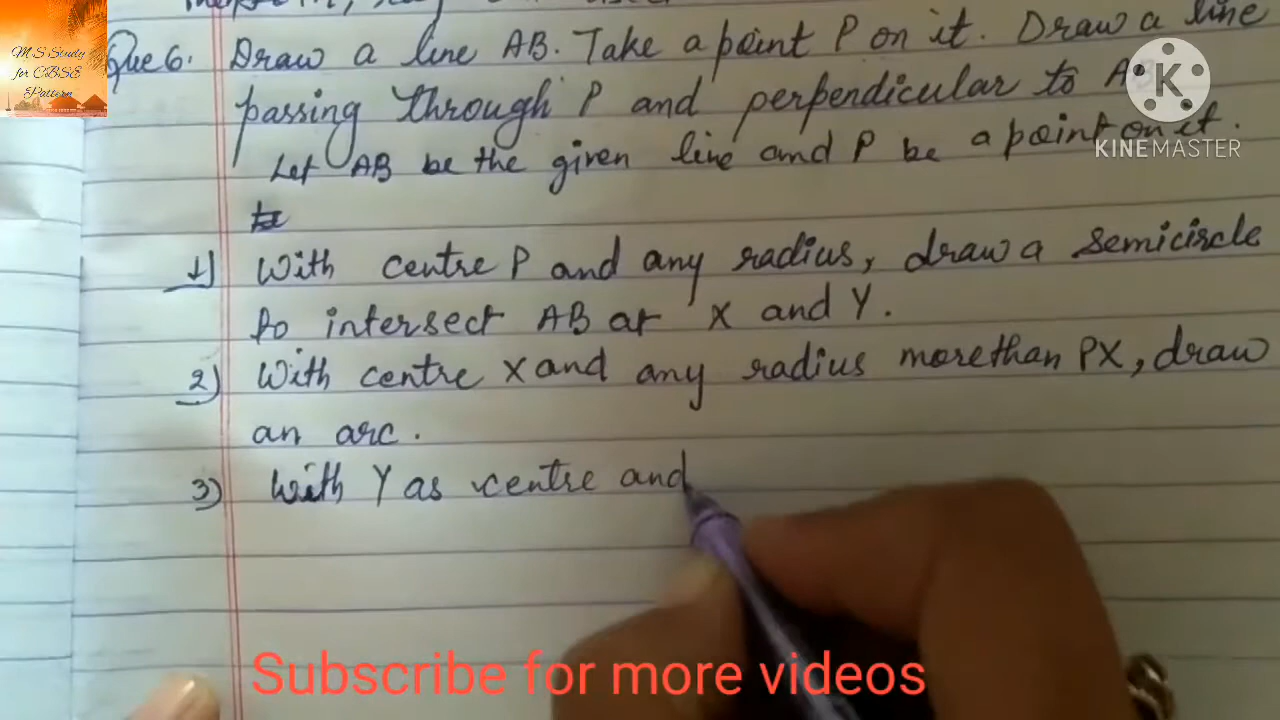 M.S Study
for CBSE
Pattern
Que 6. Draw a line AB. Take a point P on it. Draw a line
passing through P and perpendicular to AB.
Let AB be the given line and P be a point on it.
1) With centre P and any radius, draw a semicircle
to intersect AB at X and Y.
2) With centre X and any radius more than PX, draw
an arc.
3) With Y as centre and
KINEMASTER
Subscribe for more videos